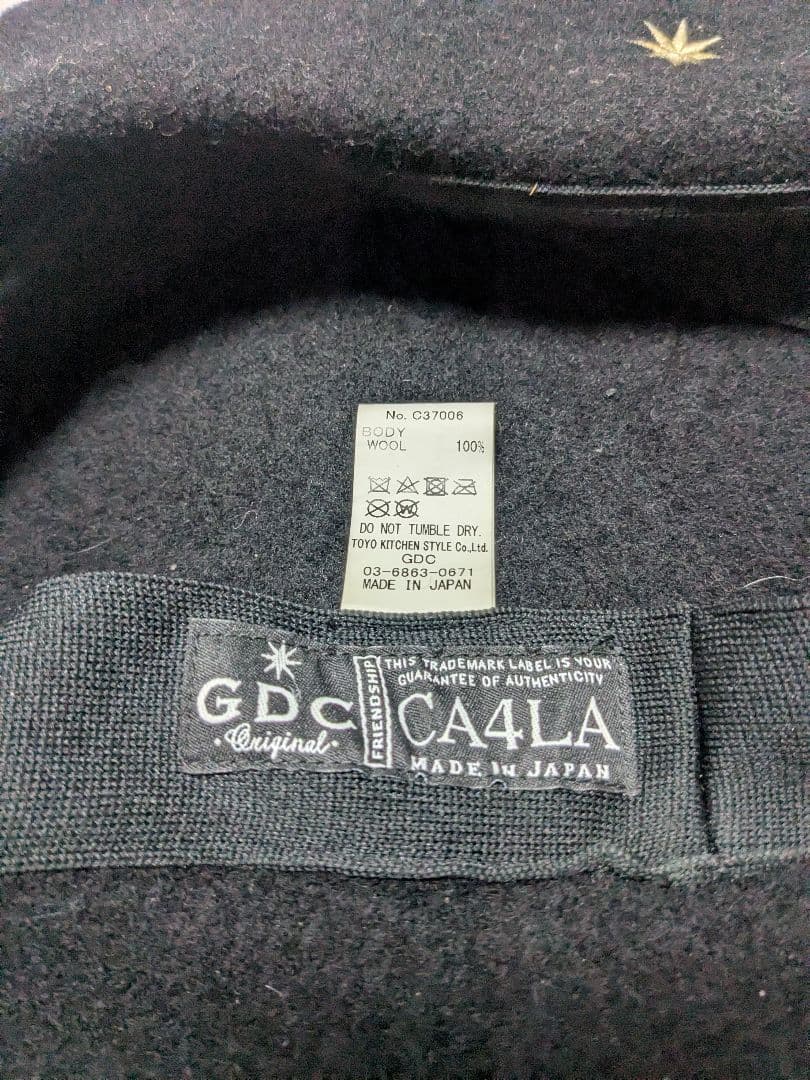 No. C37006
BODY
WOOL 100%
W
DO NOT TUMBLE DRY.
TOYO KITCHEN STYLE Co.,Ltd.
GDC
03-6863-0671
MADE IN JAPAN
GDC
·Original·
FRIENDSHIP
THIS TRADEMARK LABEL IS YOUR
GUARANTEE OF AUTHENTICITY
CA4LA
MADE IN JAPAN